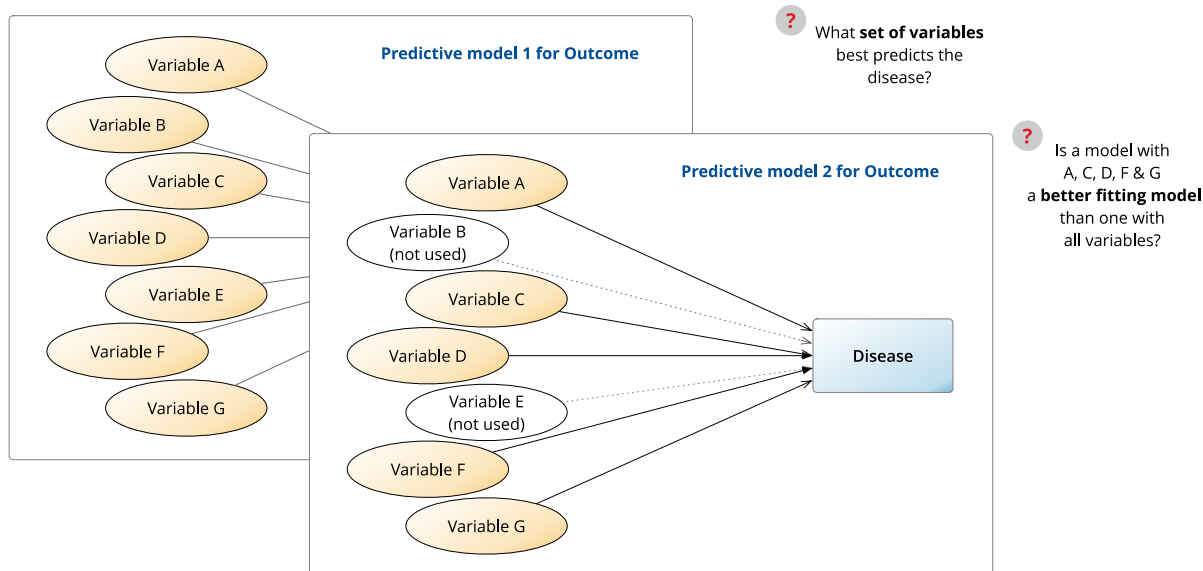 Predictive model 1 for Outcome
Variable A
Variable B
Variable C
Variable D
Variable E
Variable F
Variable G
Predictive model 2 for Outcome
Variable A
Variable B
(not used)
Variable C
Variable D
Variable E
(not used)
Variable F
Variable G
Disease
?
What set of variables
best predicts the
disease?
?
Is a model with
A, C, D, F & G
a better fitting model
than one with
all variables?